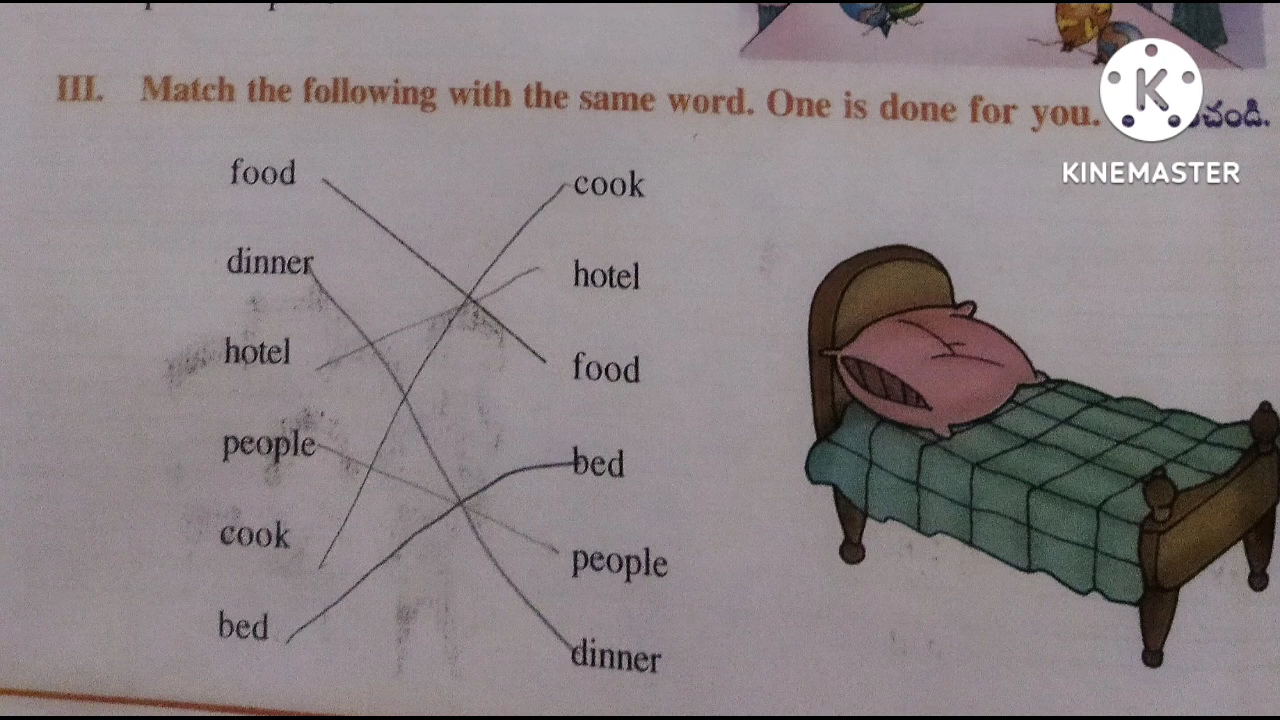 III. Match the following with the same word. One is done for you.
KINEMASTER
food cook
dinner hotel
hotel food
people bed
cook people
bed dinner